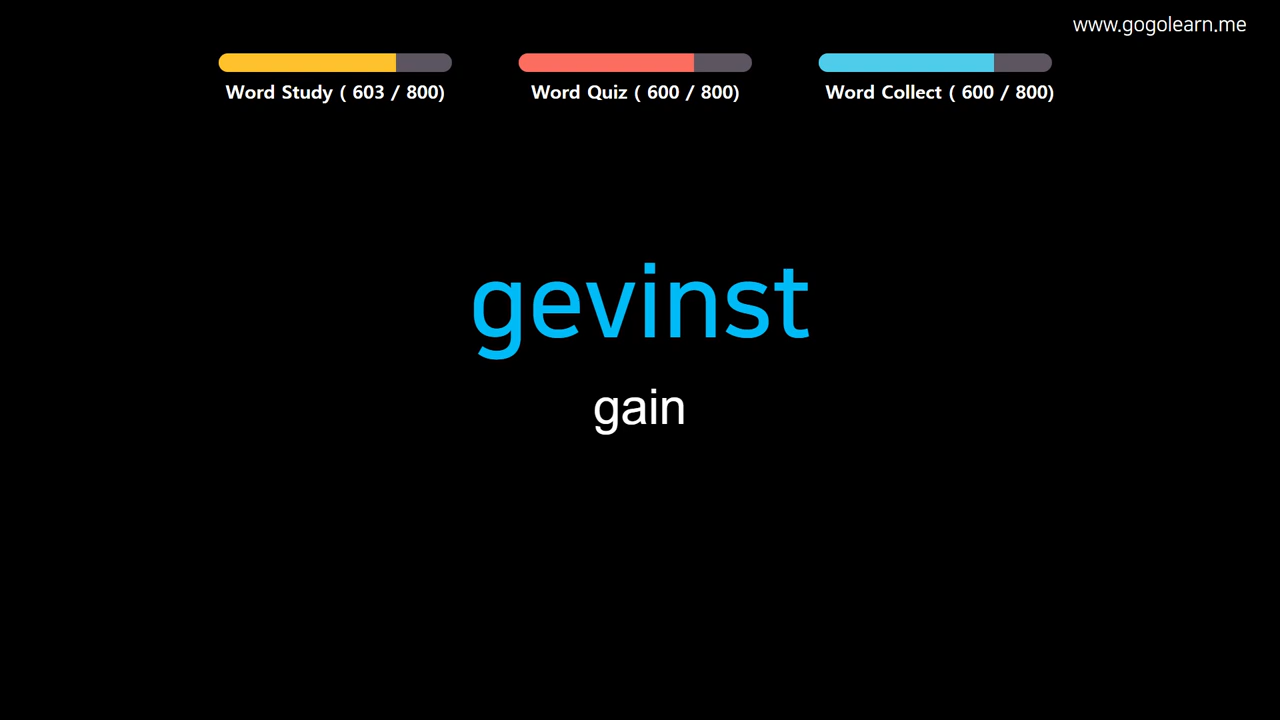 www.gogolearn.me
Word Study ( 603 / 800)
Word Quiz ( 600 / 800)
Word Collect ( 600 / 800)
gevinst
gain